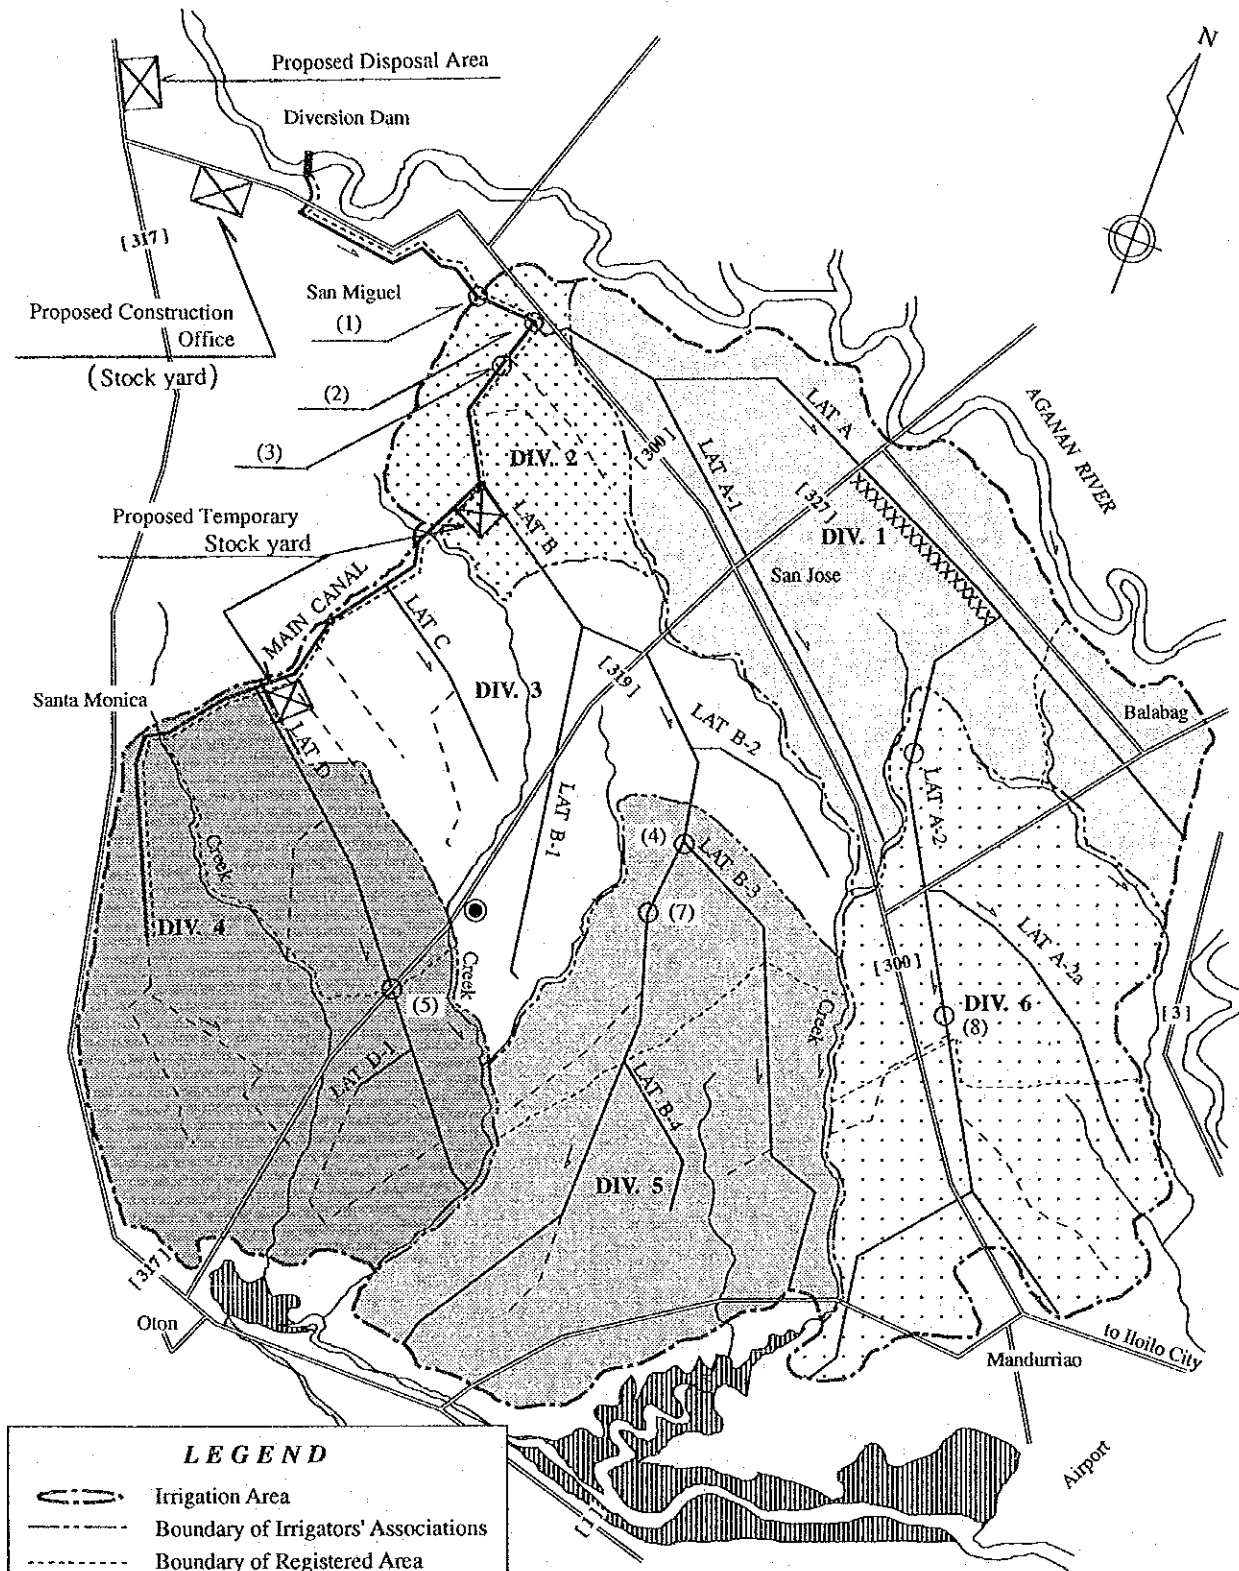 N
Proposed Disposal Area
Diversion Dam
[ 317 ]
San Miguel
(1)
Proposed Construction
Office
(Stock yard)
(2)
(3)
DIV. 2
[ 300 ]
LAT A
LAT A-1
[ 327 ]
AGANAN RIVER
DIV. 1
San Jose
Proposed Temporary
Stock yard
LAT B
MAIN CANAL
LAT C
[ 319 ]
DIV. 3
Santa Monica
LAT D
LAT B-2
Balabag
LAT A-2
LAT B-1
Creek
(4)
LAT B-3
(7)
DIV. 4
Creek
(5)
LAT A-2a
[ 300 ]
DIV. 6
(8)
[ 3 ]
Creek
LAT D-1
LAT B-4
DIV. 5
[ 317 ]
Oton
to Iloilo City
Mandurriao
Airport
LEGEND
Irrigation Area
Boundary of Irrigators' Associations
Boundary of Registered Area